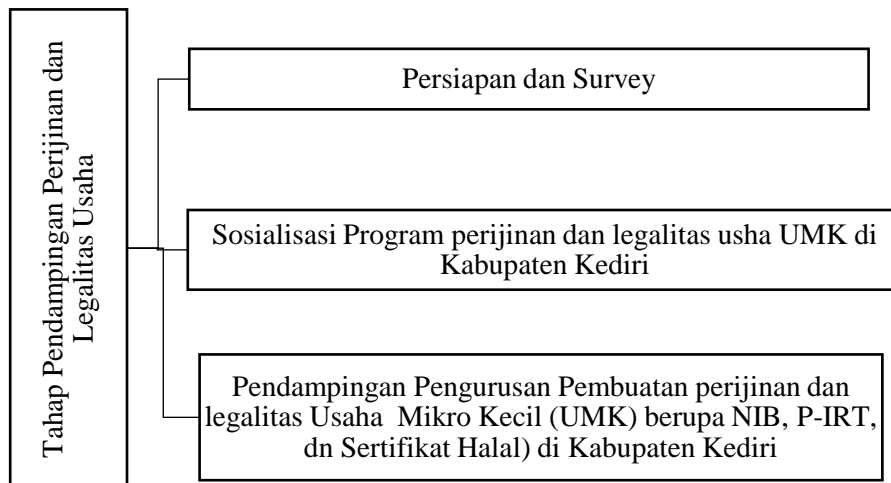 Tahap Pendampingan Perijinan dan
Legalitas Usaha
Persiapan dan Survey
Sosialisasi Program perijinan dan legalitas usha UMK di
Kabupaten Kediri
Pendampingan Pengurusan Pembuatan perijinan dan
legalitas Usaha Mikro Kecil (UMK) berupa NIB, P-IRT,
dn Sertifikat Halal) di Kabupaten Kediri